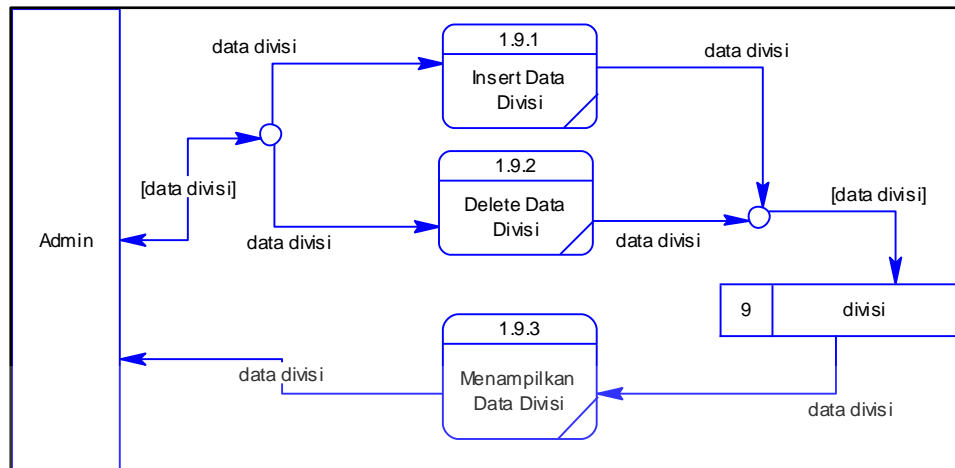 1.9.1
data divisi
data divisi
Insert Data
Divisi
1.9.2
[data divisi]
[data divisi]
Delete Data
Divisi
Admin
data divisi
data divisi
9
divisi
1.9.3
data divisi
Menampilkan
Data Divisi
data divisi